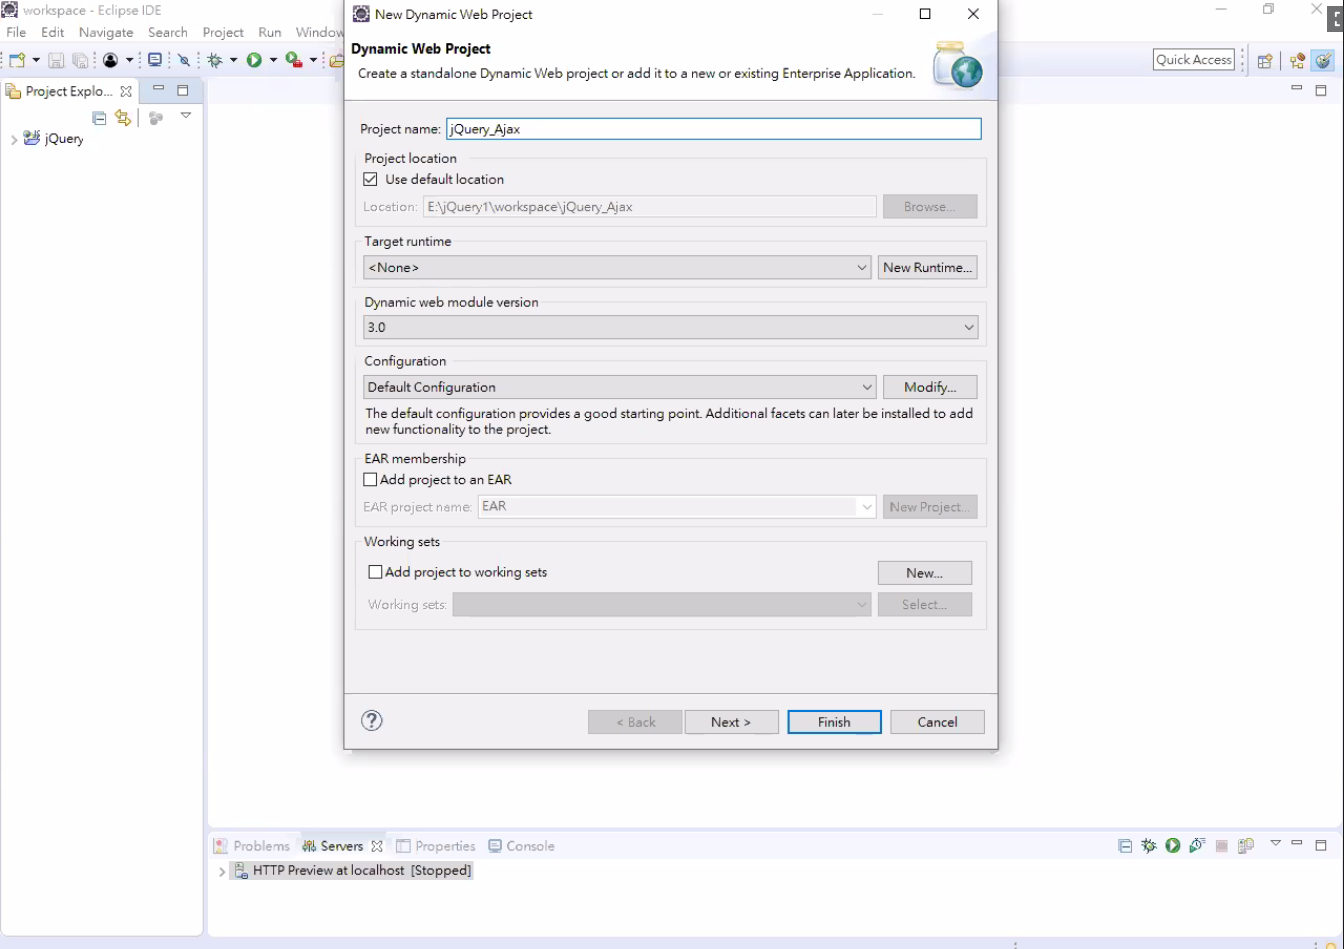 workspace - Eclipse IDE
File Edit Navigate Search Project Run Window
Quick Access
Project Explo...
jQuery
New Dynamic Web Project
Dynamic Web Project
Create a standalone Dynamic Web project or add it to a new or existing Enterprise Application.
Project name: jQuery_Ajax
Project location
Use default location
Location: E:\jQuery1\workspace\jQuery_Ajax Browse...
Target runtime
<None> New Runtime...
Dynamic web module version
3.0
Configuration
Default Configuration Modify...
The default configuration provides a good starting point. Additional facets can later be installed to add
new functionality to the project.
EAR membership
Add project to an EAR
EAR project name: EAR New Project...
Working sets
Add project to working sets New...
Working sets: Select...
? < Back Next > Finish Cancel
Problems Servers Properties Console
HTTP Preview at localhost [Stopped]